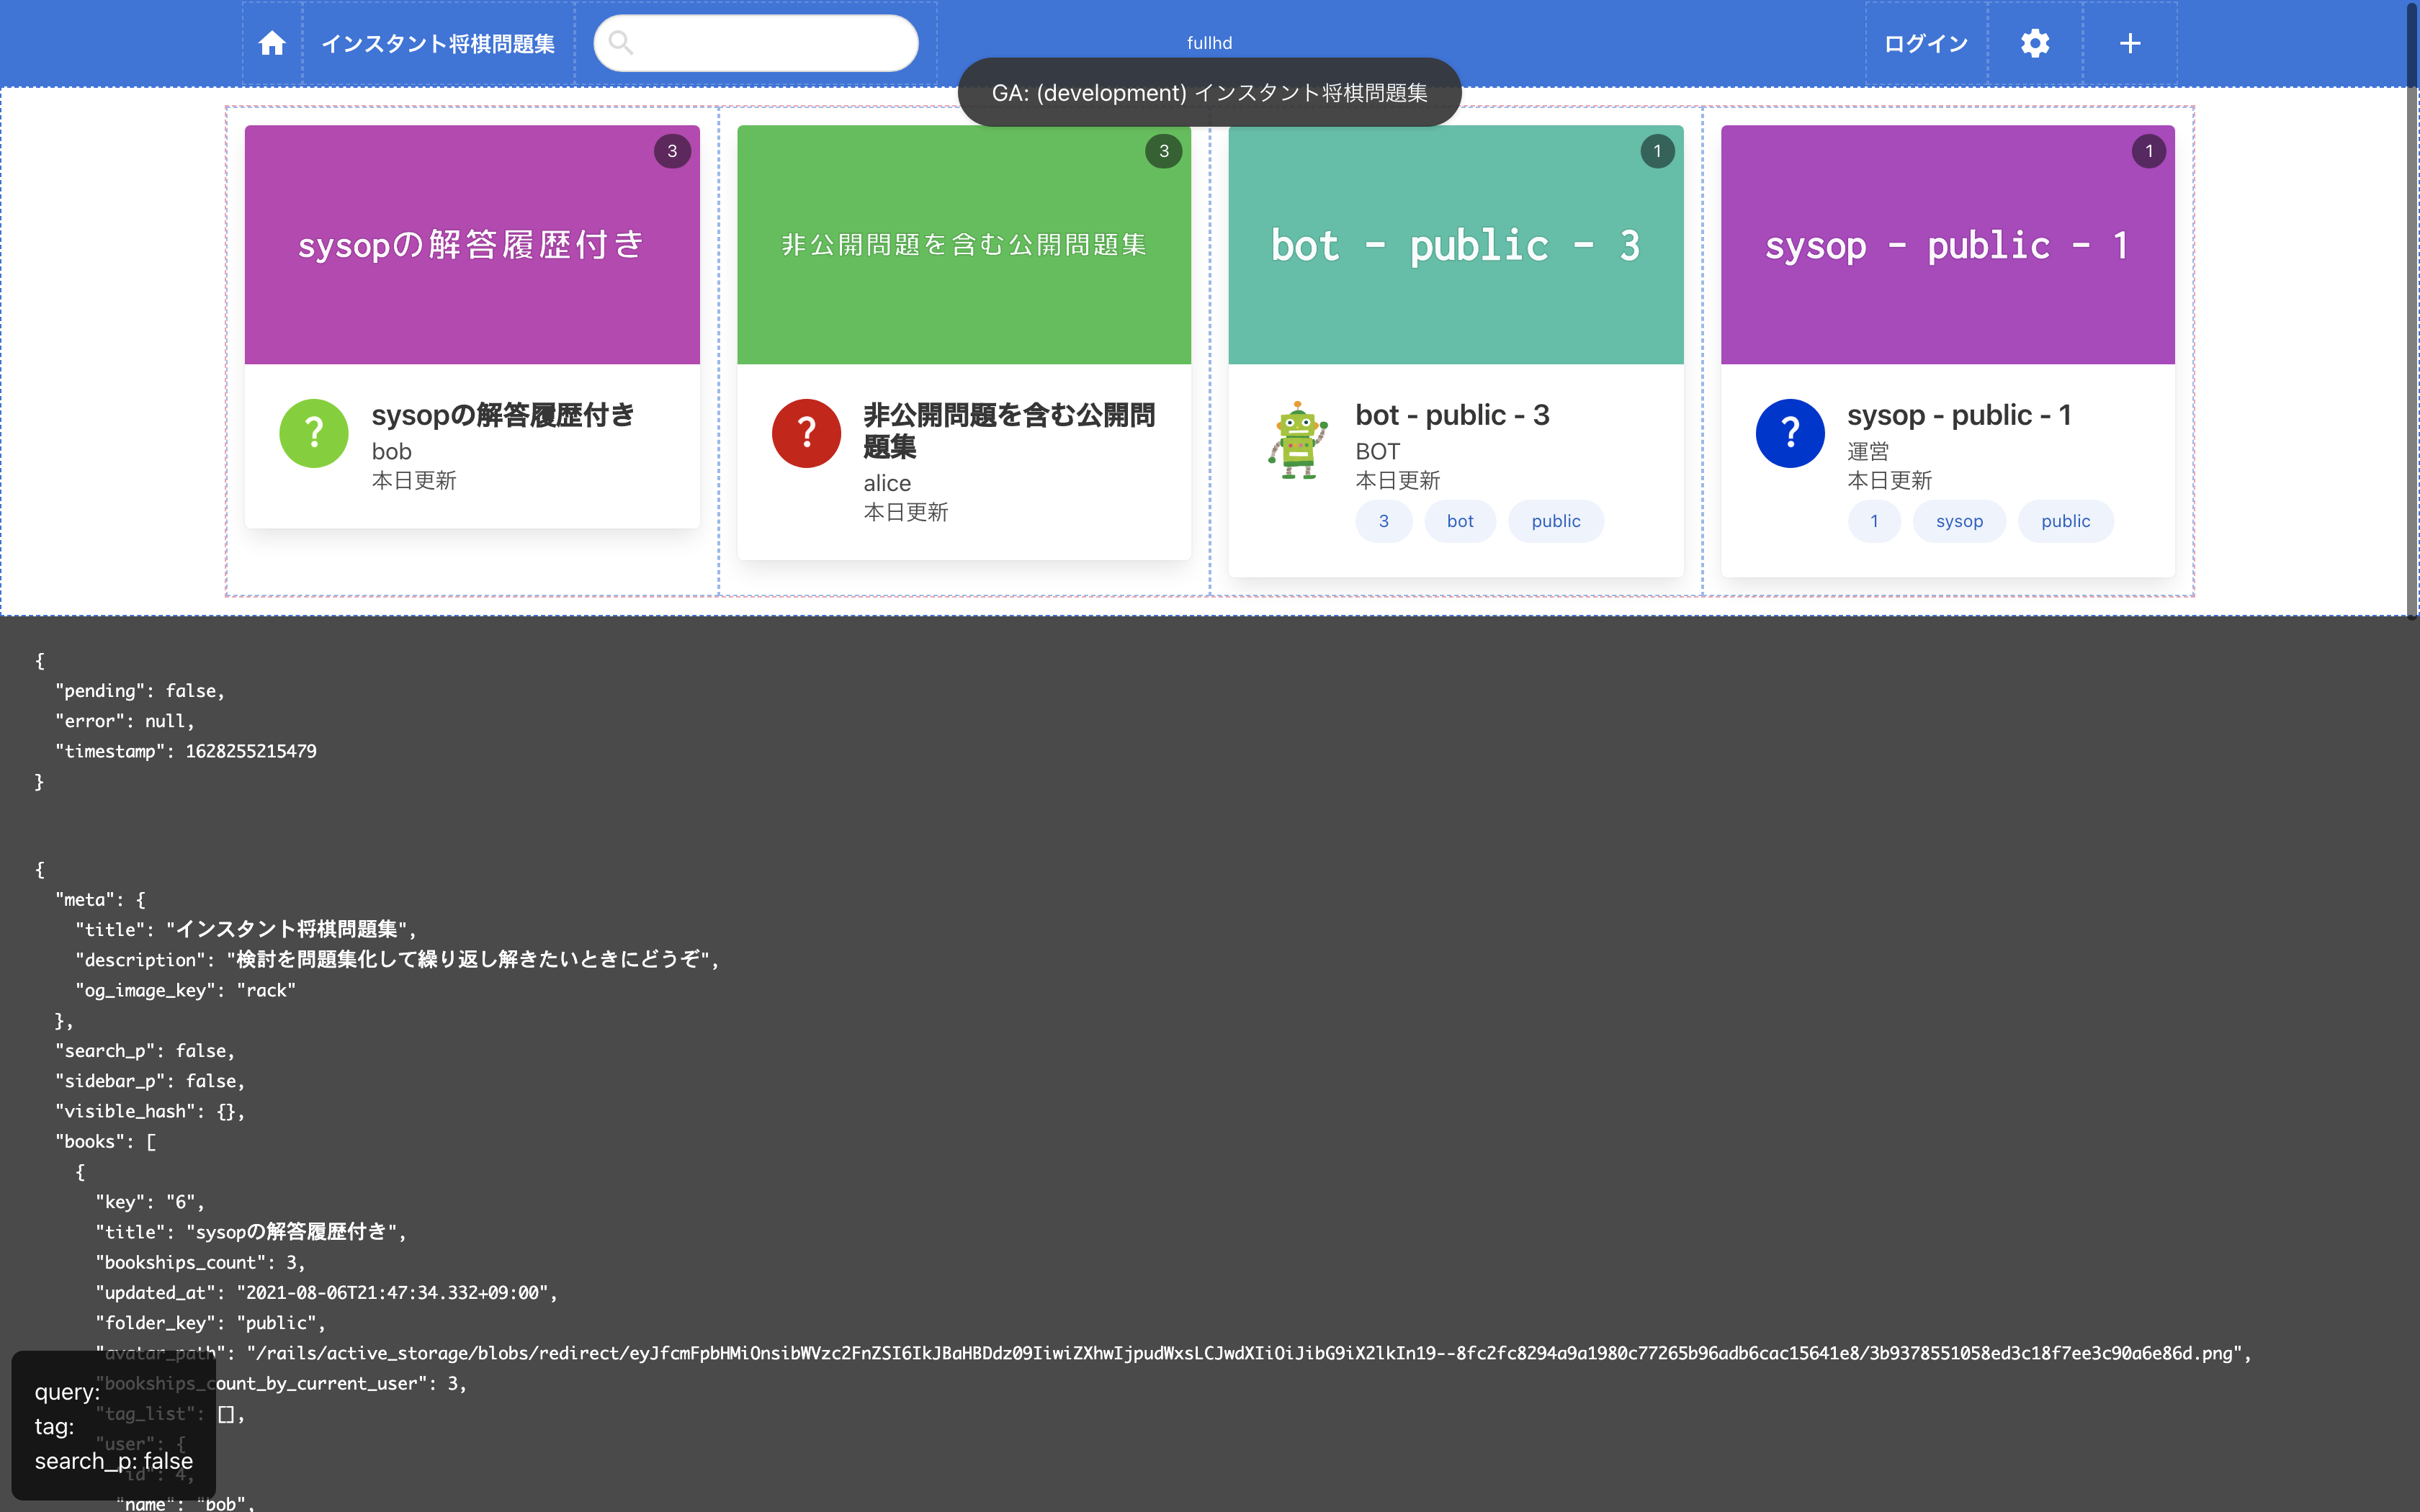 インスタント将棋問題集
fullhd
ログイン
GA: (development) インスタント将棋問題集
3
sysopの解答履歴付き
?
sysopの解答履歴付き
bob
本日更新
3
非公開問題を含む公開問題集
?
非公開問題を含む公開問
題集
alice
本日更新
1
bot - public - 3
bot - public - 3
BOT
本日更新
3 bot public
1
sysop - public - 1
?
sysop - public - 1
運営
本日更新
1 sysop public
{
"pending": false,
"error": null,
"timestamp": 1628255215479
}
{
"meta": {
"title": "インスタント将棋問題集",
"description": "検討を問題集化して繰り返し解きたいときにどうぞ",
"og_image_key": "rack"
},
"search_p": false,
"sidebar_p": false,
"visible_hash": {},
"books": [
{
"key": "6",
"title": "sysopの解答履歴付き",
"bookships_count": 3,
"updated_at": "2021-08-06T21:47:34.332+09:00",
"folder_key": "public",
"avatar_path": "/rails/active_storage/blobs/redirect/eyJfcmFpbHMiOnsibWVzc2FnZSI6IkJBaHBDdz09IiwiZXhwIjpudWxsLCJwdXIiOiJibG9iX2lkIn19--8fc2fc8294a9a1980c77265b96adb6cac15641e8/3b9378551058ed3c18f7ee3c90a6e86d.png",
"bookships_count_by_current_user": 3,
"tag_list": [],
"user": {
"id": 4,
"name": "bob",
query:
tag:
search_p: false